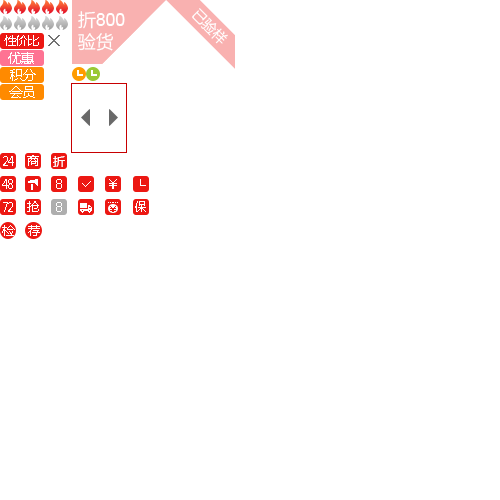 折800
验货
已验样
性价比
优惠
积分
会员
24 商 折
48 8 ¥
72 抢 8 保
检 荐